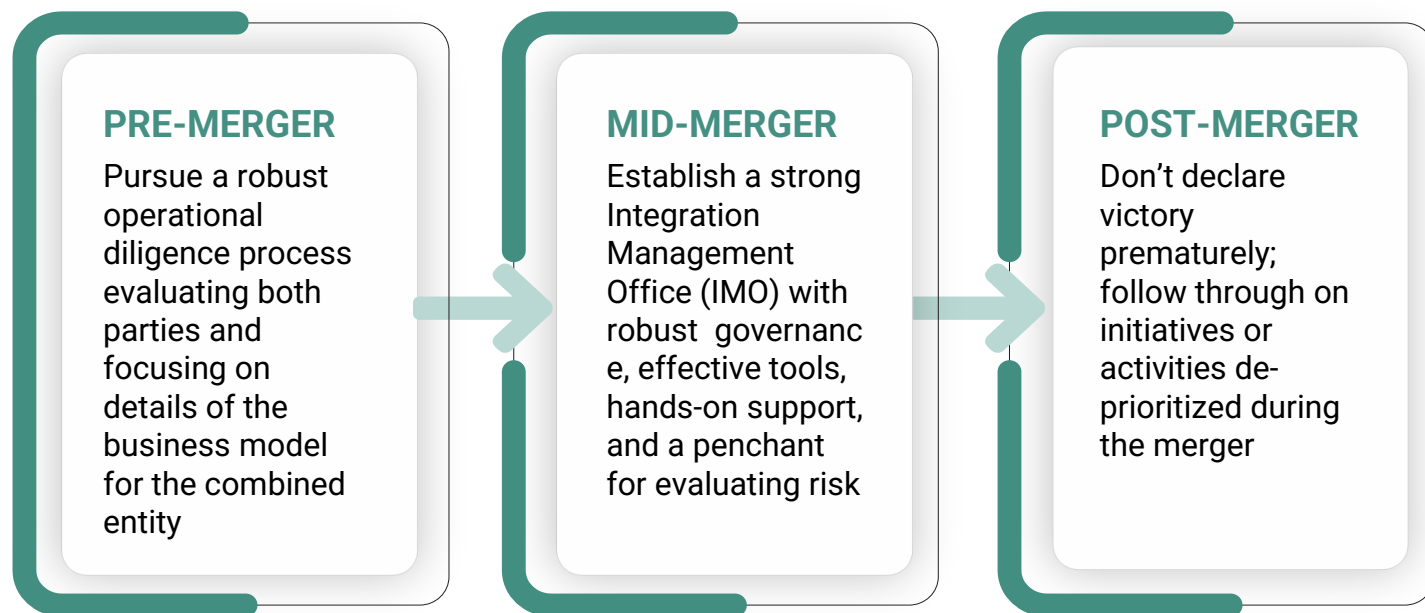 PRE-MERGER
Pursue a robust
operational
diligence process
evaluating both
parties and
focusing on
details of the
business model
for the combined
entity
MID-MERGER
Establish a strong
Integration
Management
Office (IMO) with
robust  governanc
e, effective tools,
hands-on support,
and a penchant
for evaluating risk
POST-MERGER
Don’t declare
victory
prematurely;
follow through on
initiatives or
activities de-
prioritized during
the merger